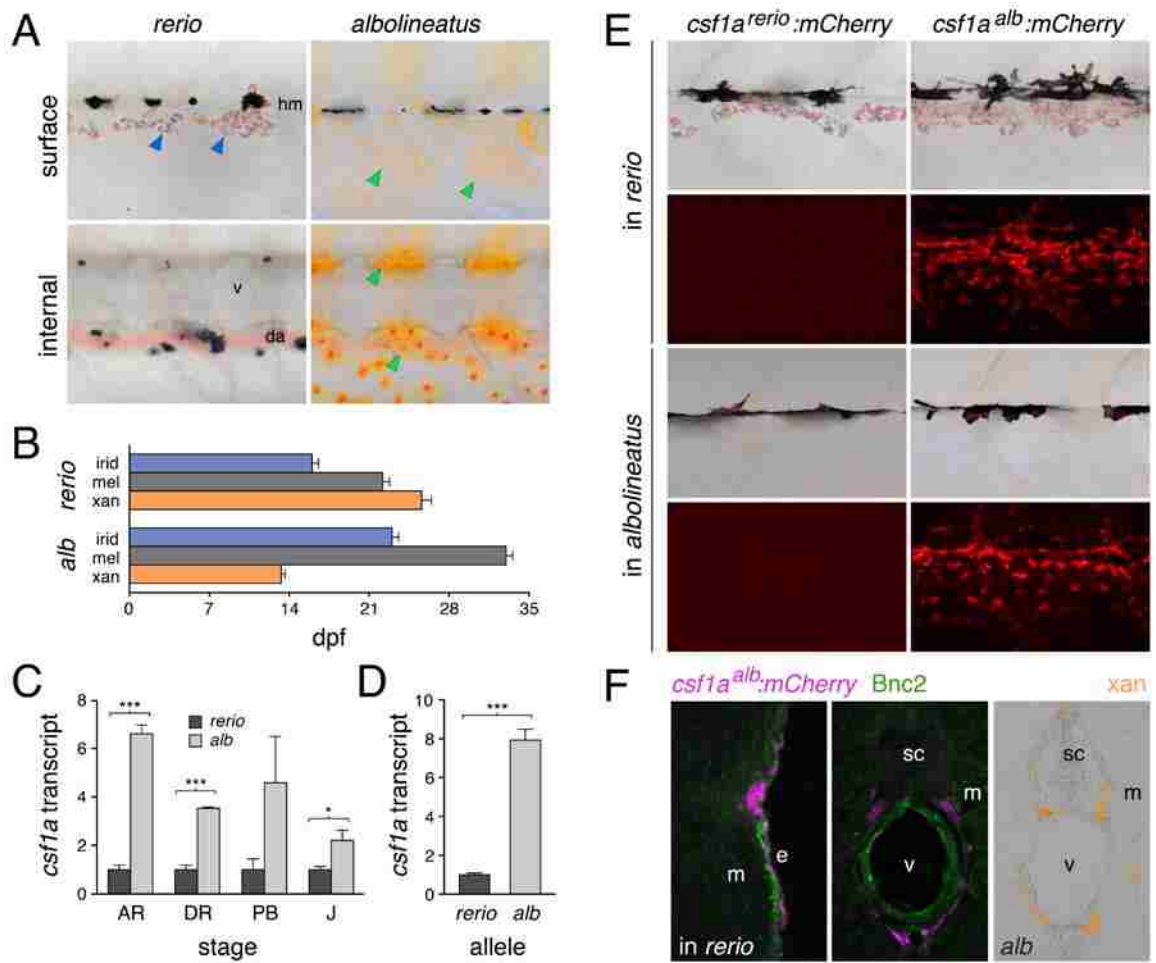 A
rerio
albolineatus
surface
hm
internal
v
da
B
rerio
irid
mel
xan
alb
irid
mel
xan
0 7 14 21 28 35
dpf
C
csf1a transcript
8
6
4
2
0
***
***
*
rerio
alb
AR DR PB J
stage
D
csf1a transcript
10
8
6
4
2
0
***
rerio alb
allele
E
csf1a rerio:mCherry
csf1a alb:mCherry
in rerio
in albolineatus
F
csf1a alb:mCherry Bnc2 xan
m
e
in rerio
sc
m
v
sc
m
v
alb